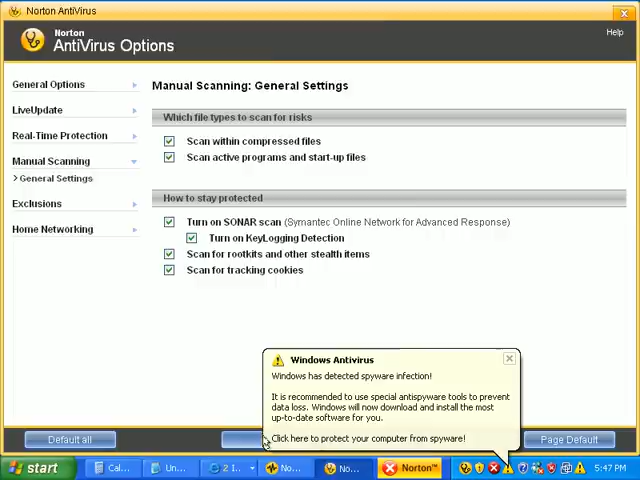 Norton AntiVirus
Norton
AntiVirus Options
Help
General Options
LiveUpdate
Real-Time Protection
Manual Scanning
> General Settings
Exclusions
Home Networking
Manual Scanning: General Settings
Which file types to scan for risks
Scan within compressed files
Scan active programs and start-up files
How to stay protected
Turn on SONAR scan (Symantec Online Network for Advanced Response)
Turn on KeyLogging Detection
Scan for rootkits and other stealth items
Scan for tracking cookies
Windows Antivirus
Windows has detected spyware infection!
It is recommended to use special antispyware tools to prevent
data loss. Windows will now download and install the most
up-to-date software for you.
Click here to protect your computer from spyware!
Default all
Page Default
start
Cal...
Un...
2 I...
No...
No...
Norton™
5:47 PM